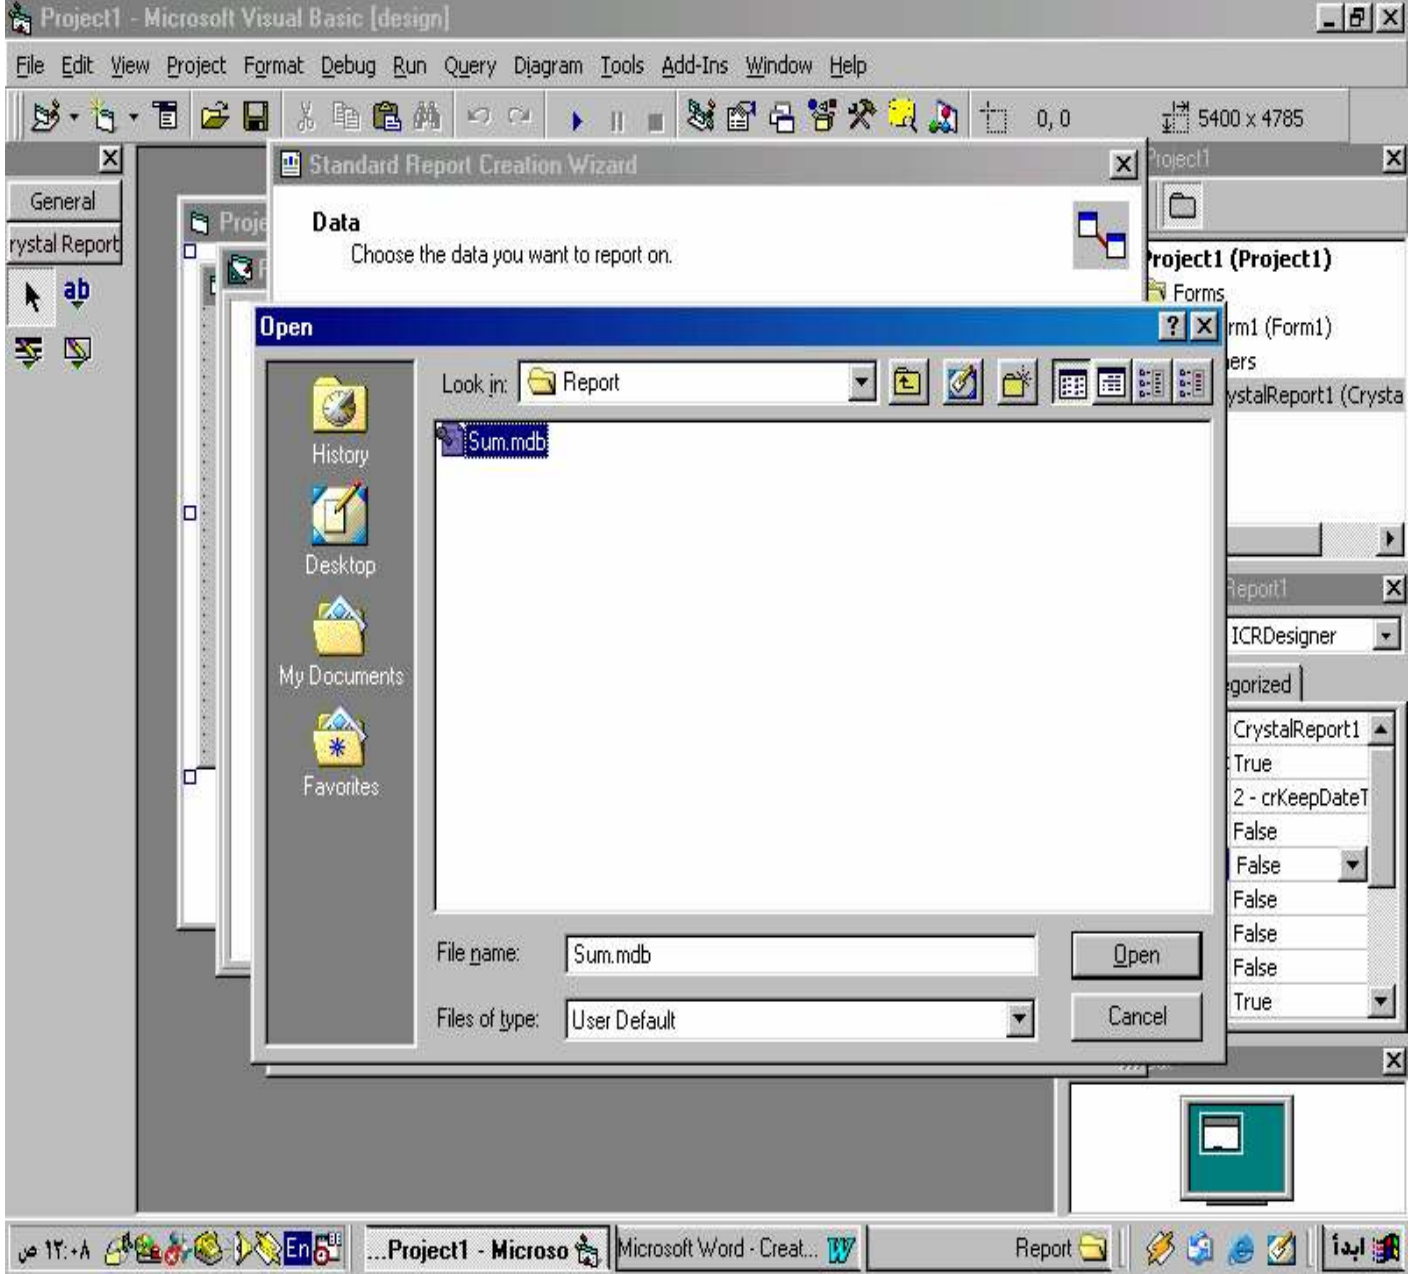 Project1 - Microsoft Visual Basic [design]
File Edit View Project Format Debug Run Query Diagram Tools Add-Ins Window Help
0, 0 5400 x 4785
General
rystal Report
Standard Report Creation Wizard
Data
Choose the data you want to report on.
Proje
Project1
Project1 (Project1)
Forms
rm1 (Form1)
ers
ystalReport1 (Crysta
Open
Look in: Report
History
Desktop
My Documents
Favorites
Sum.mdb
File name: Sum.mdb Open
Files of type: User Default Cancel
Report1
ICRDesigner
gorized
CrystalReport1
True
2 - crKeepDateT
False
False
False
False
False
True
١٢:٠٨ ص
En
...Project1 - Microso
Microsoft Word - Creat...
Report
ابدأ